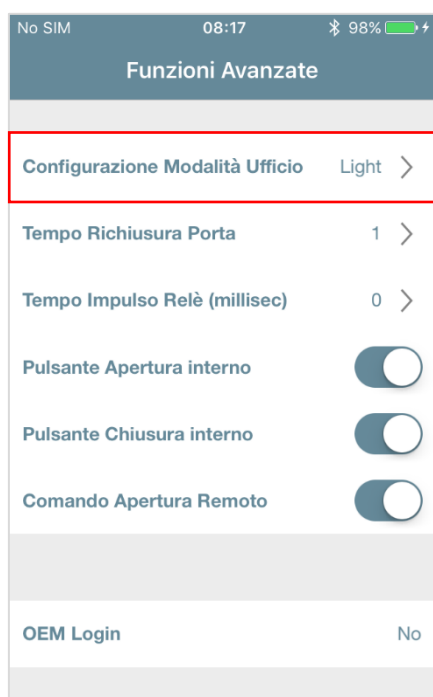 No SIM 08:17 98%
Funzioni Avanzate
Configurazione Modalità Ufficio Light
Tempo Richiusura Porta 1
Tempo Impulso Relè (millisec) 0
Pulsante Apertura interno
Pulsante Chiusura interno
Comando Apertura Remoto
OEM Login No